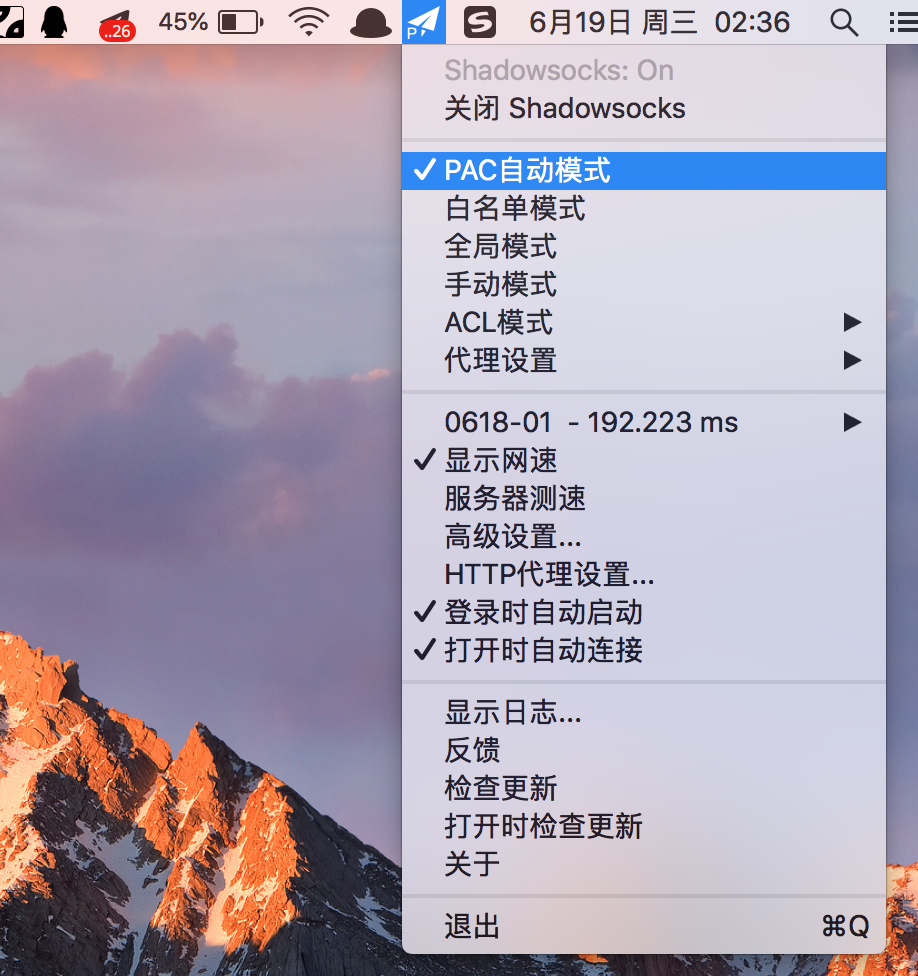 ..26
45%
P
S
6月19日 周三 02:36
Shadowsocks: On
关闭 Shadowsocks
✓ PAC自动模式
白名单模式
全局模式
手动模式
ACL模式 ▶
代理设置 ▶
0618-01 - 192.223 ms ▶
✓ 显示网速
服务器测速
高级设置...
HTTP代理设置...
✓ 登录时自动启动
✓ 打开时自动连接
显示日志...
反馈
检查更新
打开时检查更新
关于
退出 ⌘Q